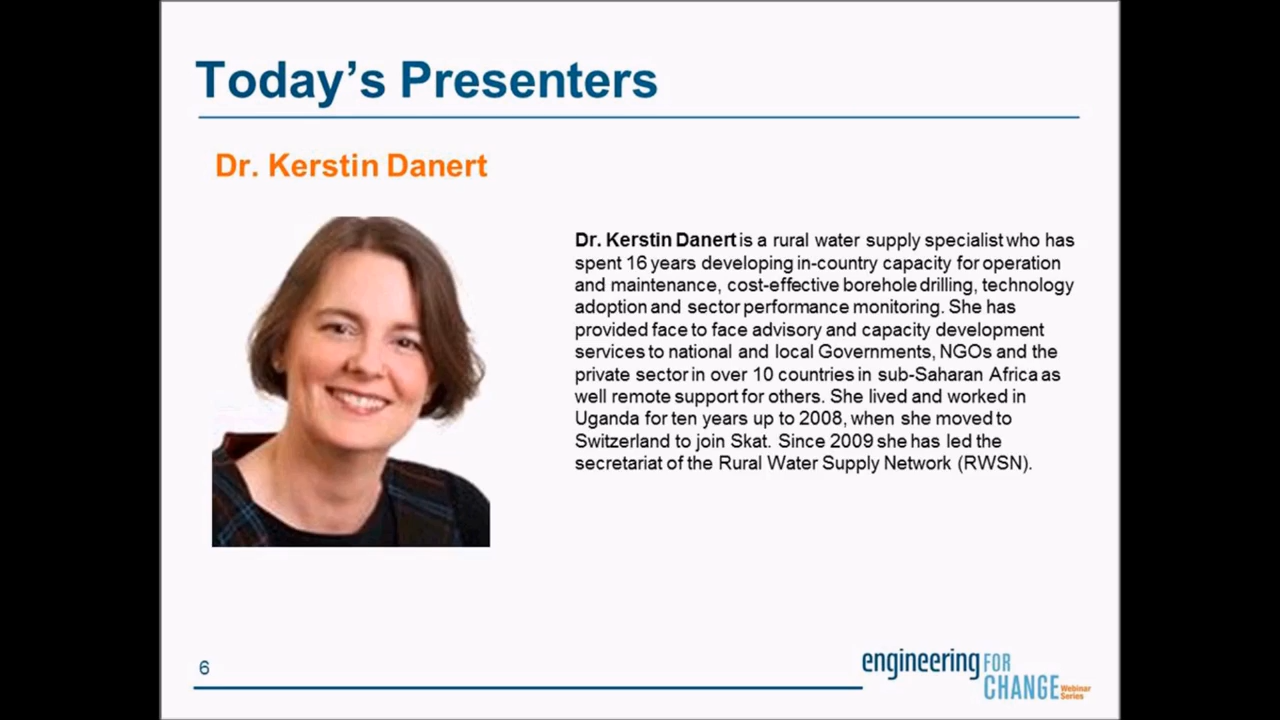 Today's Presenters
Dr. Kerstin Danert
Dr. Kerstin Danert is a rural water supply specialist who has
spent 16 years developing in-country capacity for operation
and maintenance, cost-effective borehole drilling, technology
adoption and sector performance monitoring. She has
provided face to face advisory and capacity development
services to national and local Governments, NGOs and the
private sector in over 10 countries in sub-Saharan Africa as
well remote support for others. She lived and worked in
Uganda for ten years up to 2008, when she moved to
Switzerland to join Skat. Since 2009 she has led the
secretariat of the Rural Water Supply Network (RWSN).
6
engineering FOR
CHANGE Webinar
Series